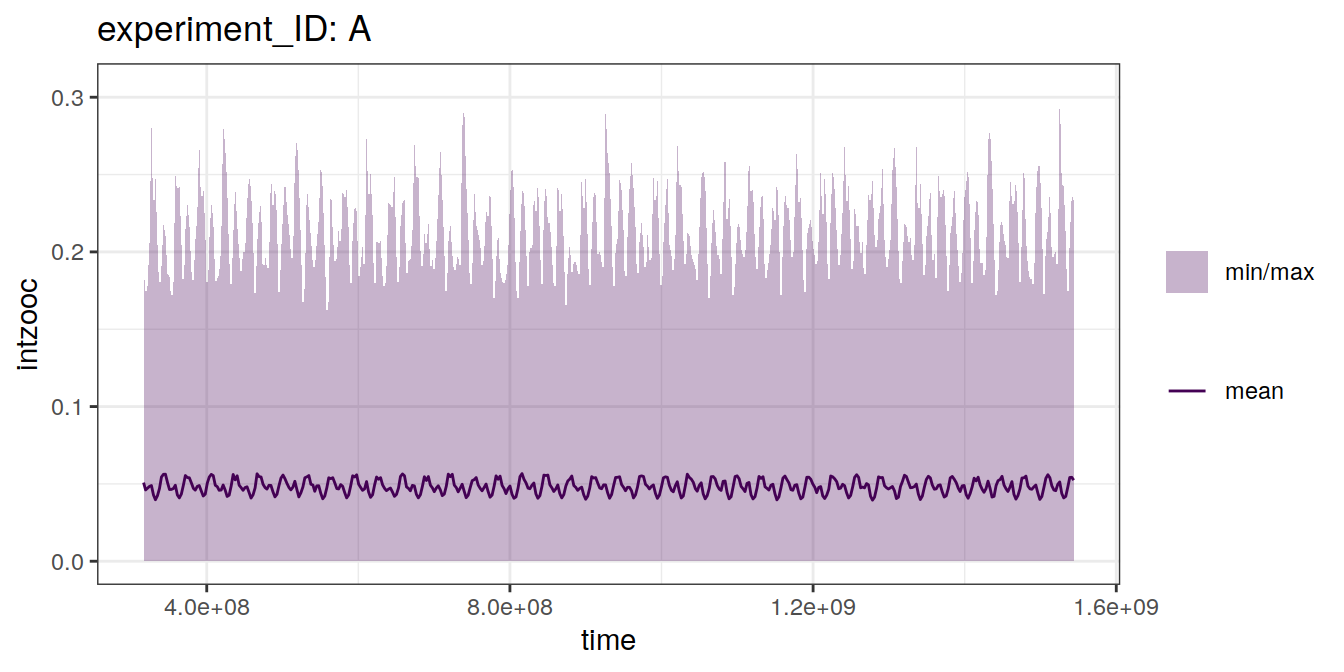 experiment_ID: A
0.3
0.2
0.1
0.0
intzooc
4.0e+08
8.0e+08
1.2e+09
1.6e+09
time
min/max
mean